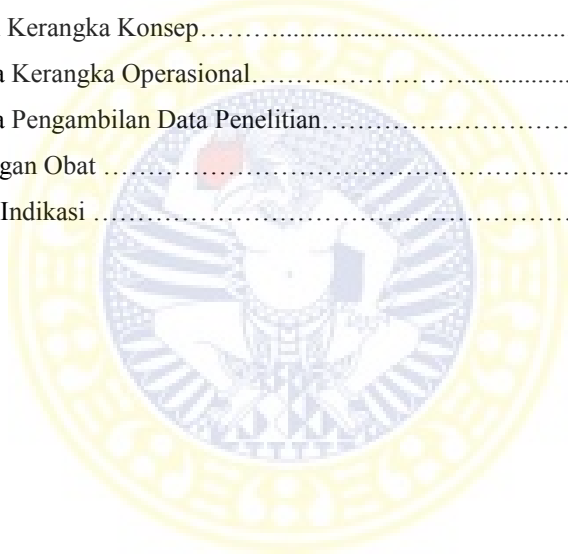 Kerangka Konsep……...........................................
a Kerangka Operasional…………………..................
a Pengambilan Data Penelitian……………………………
gan Obat …………………………………………………..
Indikasi ……………………………………………………